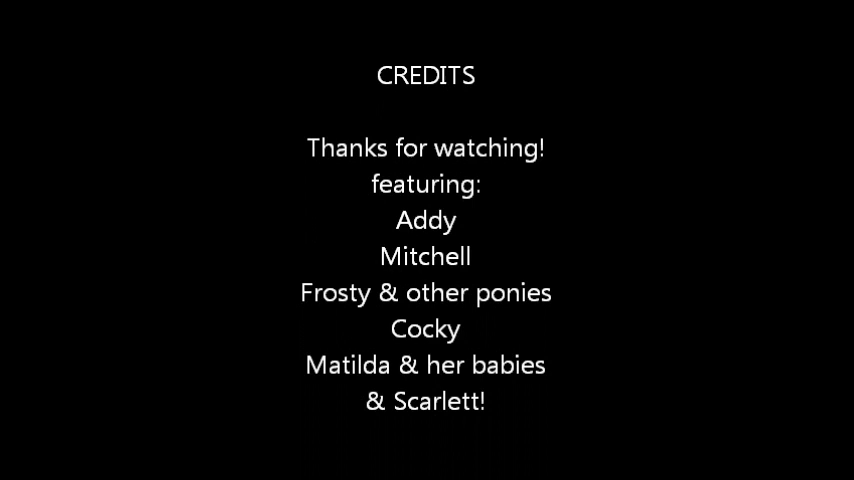 CREDITS
Thanks for watching!
featuring:
Addy
Mitchell
Frosty & other ponies
Cocky
Matilda & her babies
& Scarlett!